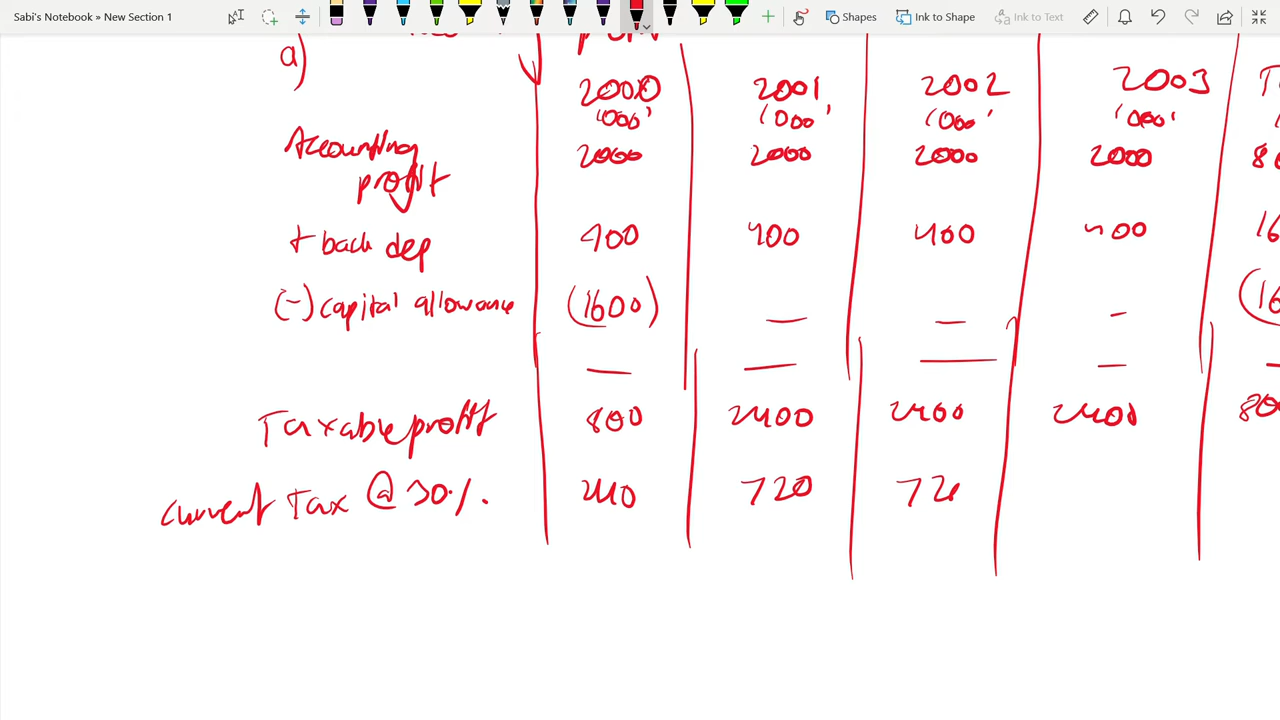 Sabi's Notebook » New Section 1
Shapes
Ink to Shape
Ink to Text
a)
2000 2001 2002 2003
'000' '000' '000' '000'
Accounting profit 2000 2000 2000 2000
+ back dep 400 400 400 400
(-) capital allowance (1600) — — -
Taxable profit 800 2400 2400 2400
current Tax @ 30%. 240 720 72